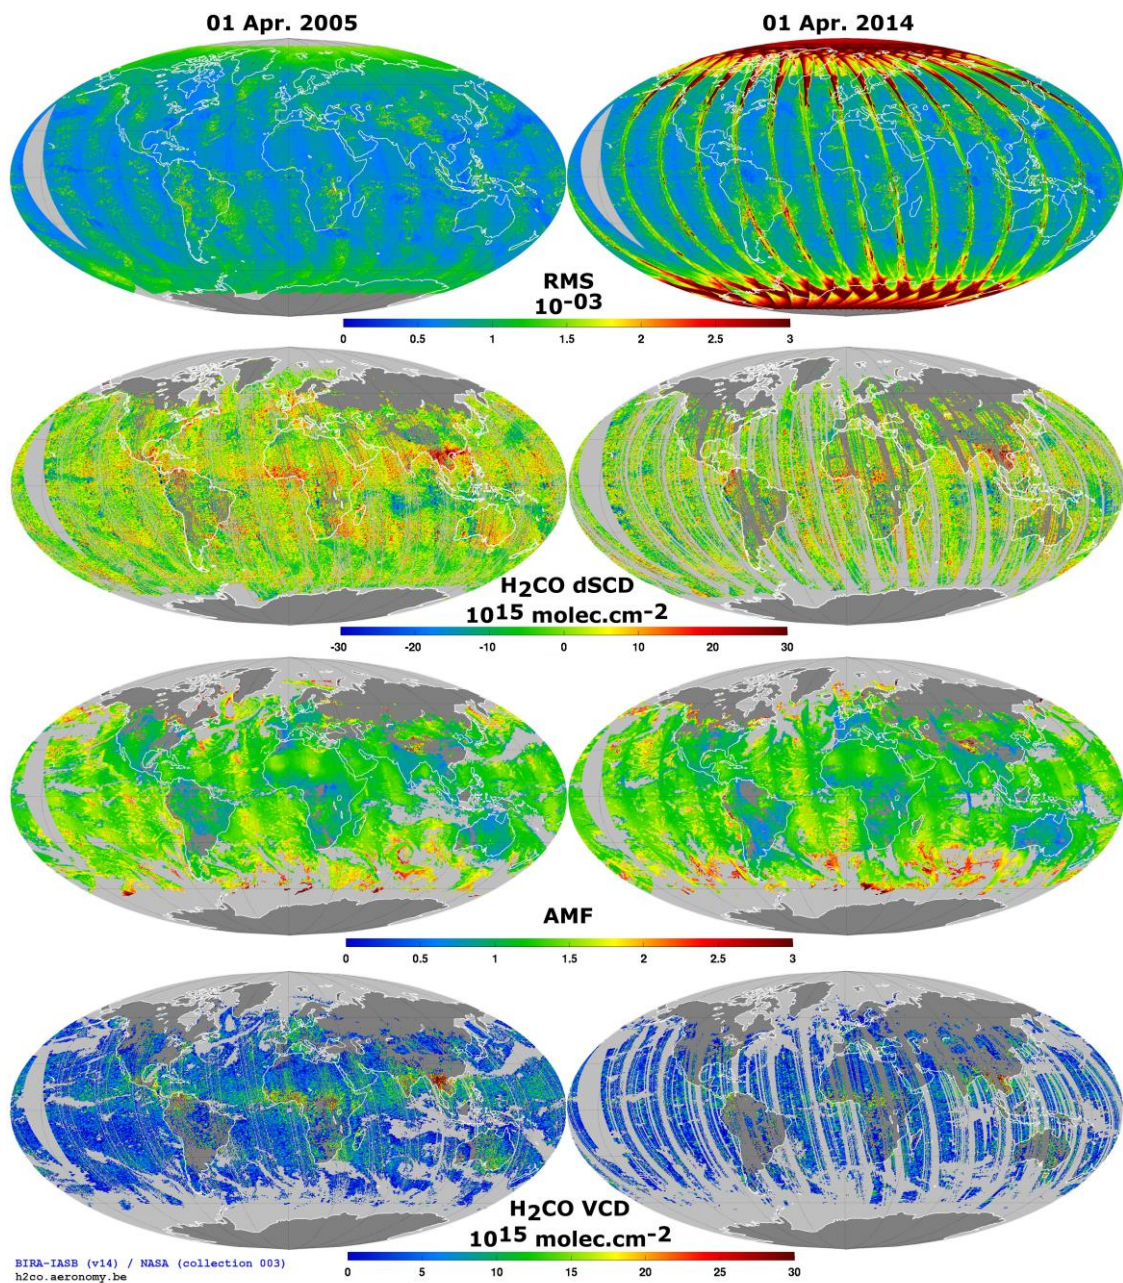 01 Apr. 2005
01 Apr. 2014
RMS
10-03
0 0.5 1 1.5 2 2.5 3
H2CO dSCD
1015 molec.cm-2
-30 -20 -10 0 10 20 30
AMF
0 0.5 1 1.5 2 2.5 3
H2CO VCD
1015 molec.cm-2
0 5 10 15 20 25 30
BIRA-IASB (v14) / NASA (collection 003)
h2co.aeronomy.be